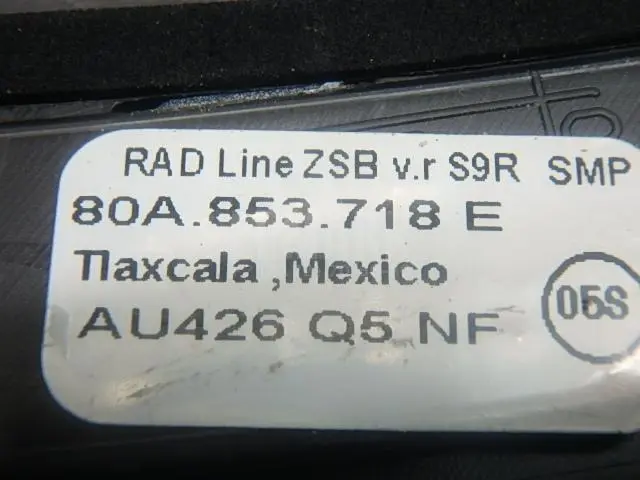 RAD Line ZSB v.r S9R SMP
80A.853.718 E
Tlaxcala ,Mexico
AU426 Q5 NF
05S